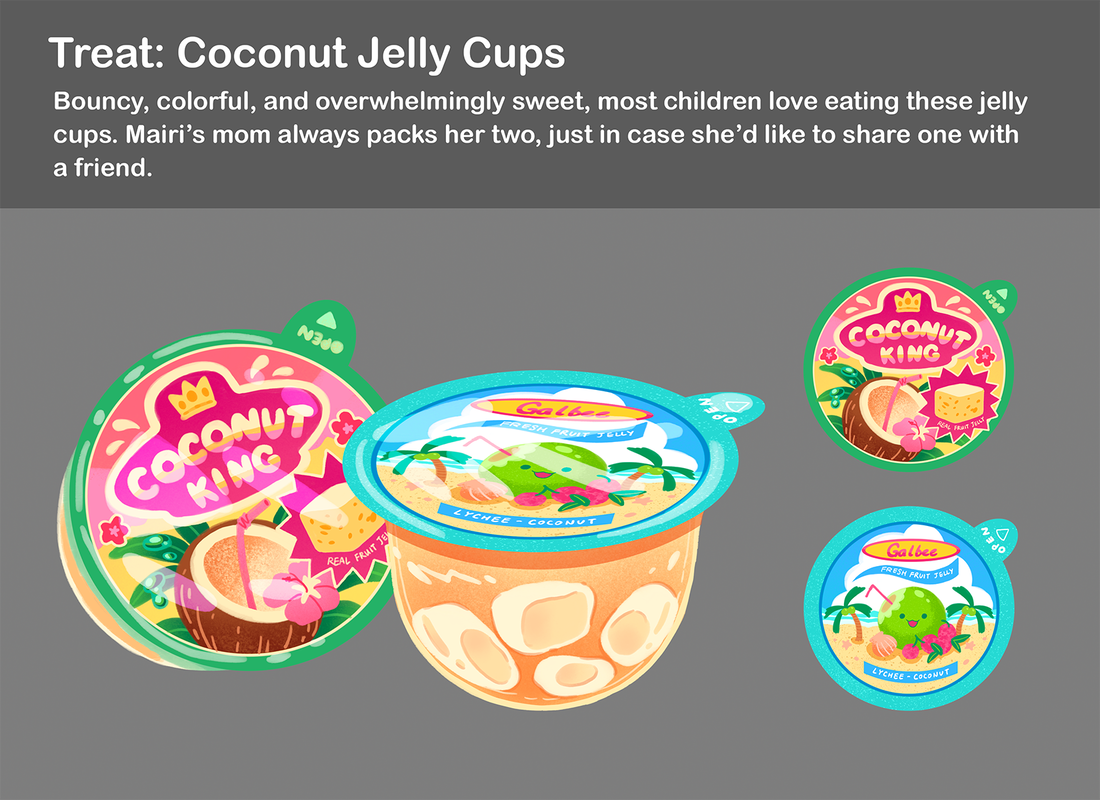 Treat: Coconut Jelly Cups
Bouncy, colorful, and overwhelmingly sweet, most children love eating these jelly
cups. Mairi’s mom always packs her two, just in case she’d like to share one with
a friend.
OPEN
COCONUT
KING
REAL FRUIT JE
OPEN
Galbee
FRESH FRUIT JELLY
LYCHEE - COCONUT
OPEN
COCONUT
KING
REAL FRUIT JELLY
OPEN
Galbee
FRESH FRUIT JELLY
LYCHEE - COCONUT